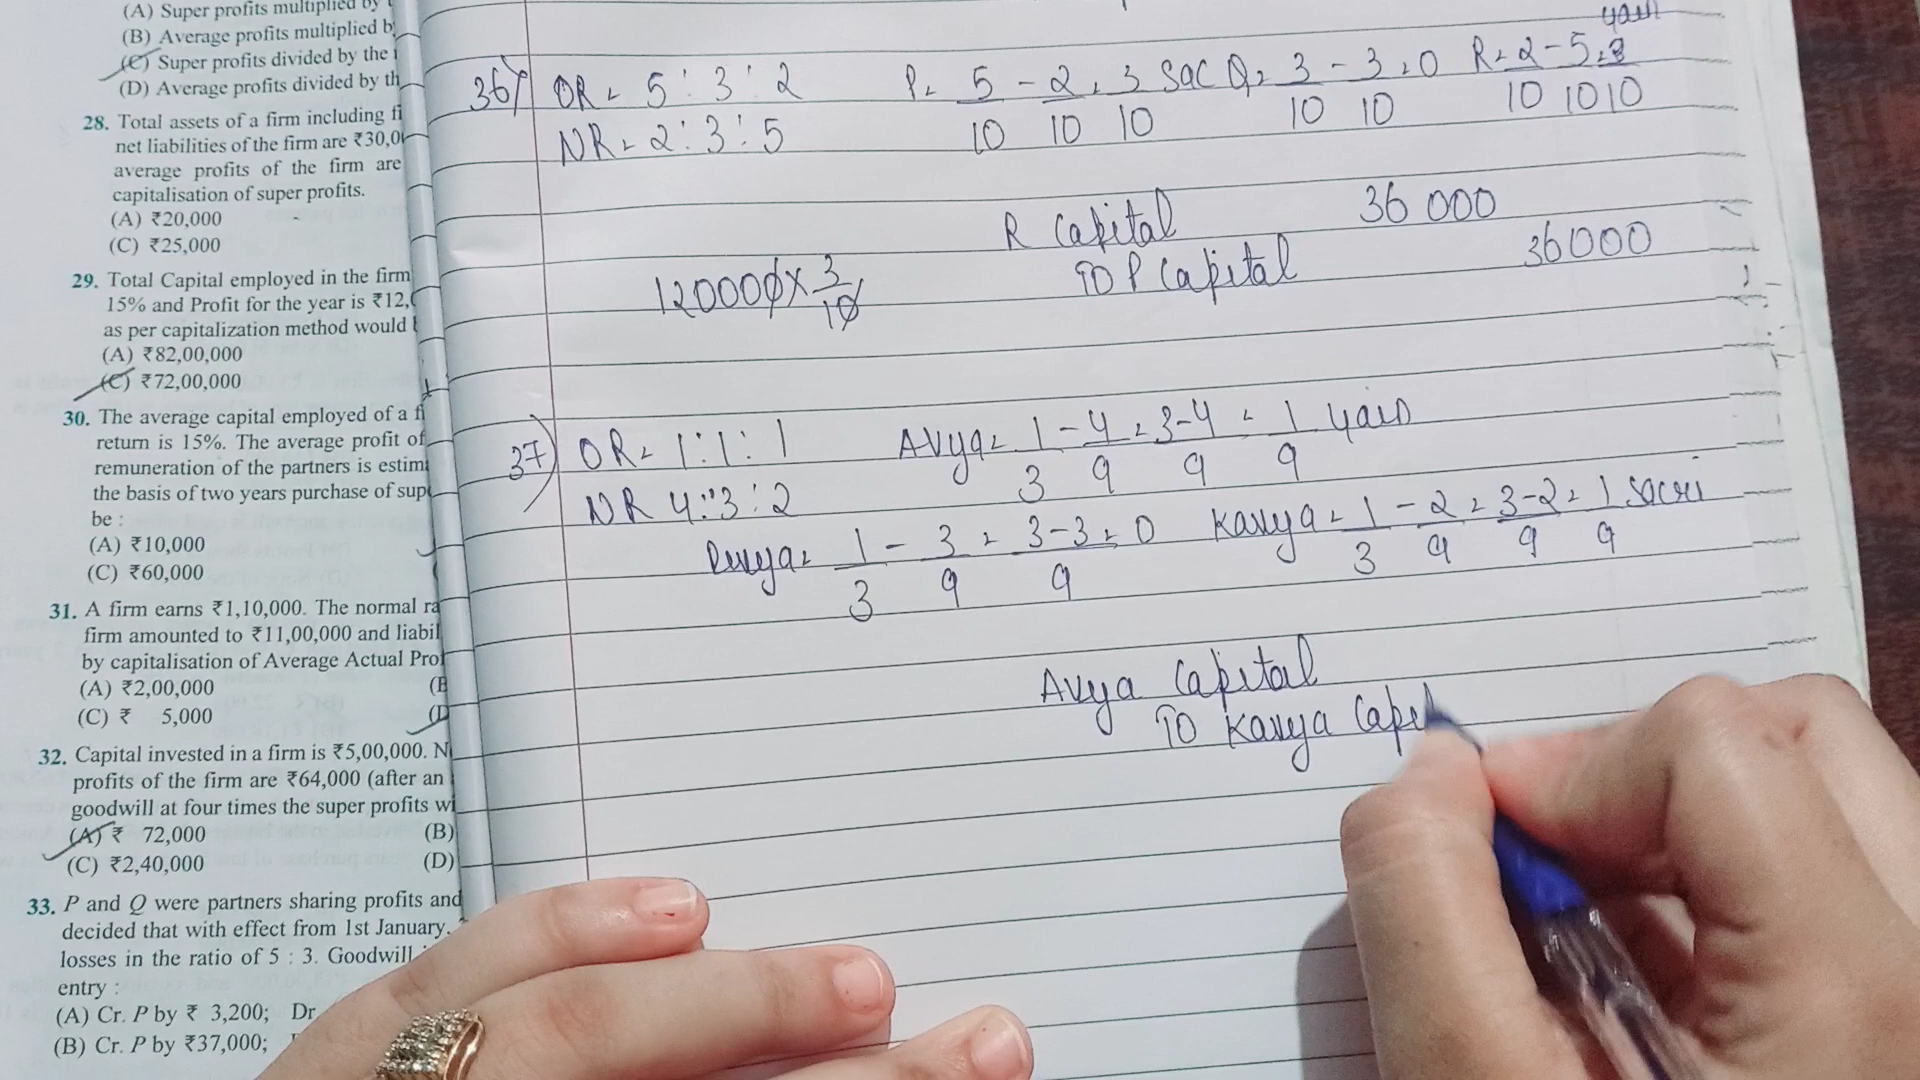 (A) Super profits multiplied by
(B) Average profits multiplied b
(C) Super profits divided by the
(D) Average profits divided by th
28. Total assets of a firm including fi
net liabilities of the firm are ₹30,0
average profits of the firm are
capitalisation of super profits.
(A) ₹20,000
(C) ₹25,000
29. Total Capital employed in the firm
15% and Profit for the year is ₹12,
as per capitalization method would
(A) ₹82,00,000
(C) ₹72,00,000
30. The average capital employed of a fi
return is 15%. The average profit of
remuneration of the partners is estim
the basis of two years purchase of sup
be :
(A) ₹10,000
(C) ₹60,000
31. A firm earns ₹1,10,000. The normal ra
firm amounted to ₹11,00,000 and liabil
by capitalisation of Average Actual Pro
(A) ₹2,00,000
(C) ₹ 5,000
32. Capital invested in a firm is ₹5,00,000. N
profits of the firm are ₹64,000 (after an
goodwill at four times the super profits wi
(A) ₹ 72,000 (B)
(C) ₹2,40,000 (D)
33. P and Q were partners sharing profits and
decided that with effect from 1st January,
losses in the ratio of 5 : 3. Goodwill
entry :
(A) Cr. P by ₹ 3,200; Dr
(B) Cr. P by ₹37,000;
36) OR = 5 : 3 : 2 P = 5/10 - 2/10 = 3/10 Sac Q = 3/10 - 3/10 = 0 R = 2/10 - 5/10 = 3/10 gain
NR = 2 : 3 : 5
R Capital 36 000
To P Capital 36000
120000 × 3/10
37) OR = 1 : 1 : 1 Avya = 1/3 - 4/9 = 3-4/9 = 1/9 gain
NR 4 : 3 : 2
Divya = 1/3 - 3/9 = 3-3/9 = 0 Kavya = 1/3 - 2/9 = 3-2/9 = 1/9 sacri
Avya Capital
To Kavya Capi